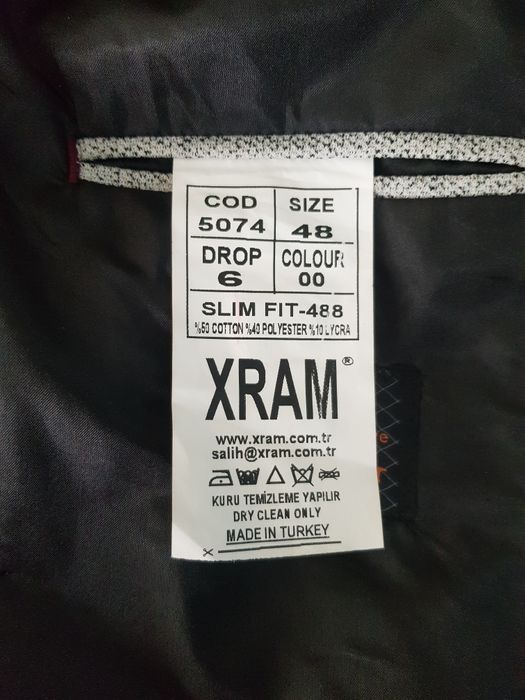 COD SIZE
5074 48
DROP COLOUR
6 00
SLIM FIT-488
%50 COTTON %40 POLYESTER %10 LYCRA
XRAM®
www.xram.com.tr
salih@xram.com.tr
KURU TEMİZLEME YAPILIR
DRY CLEAN ONLY
MADE IN TURKEY